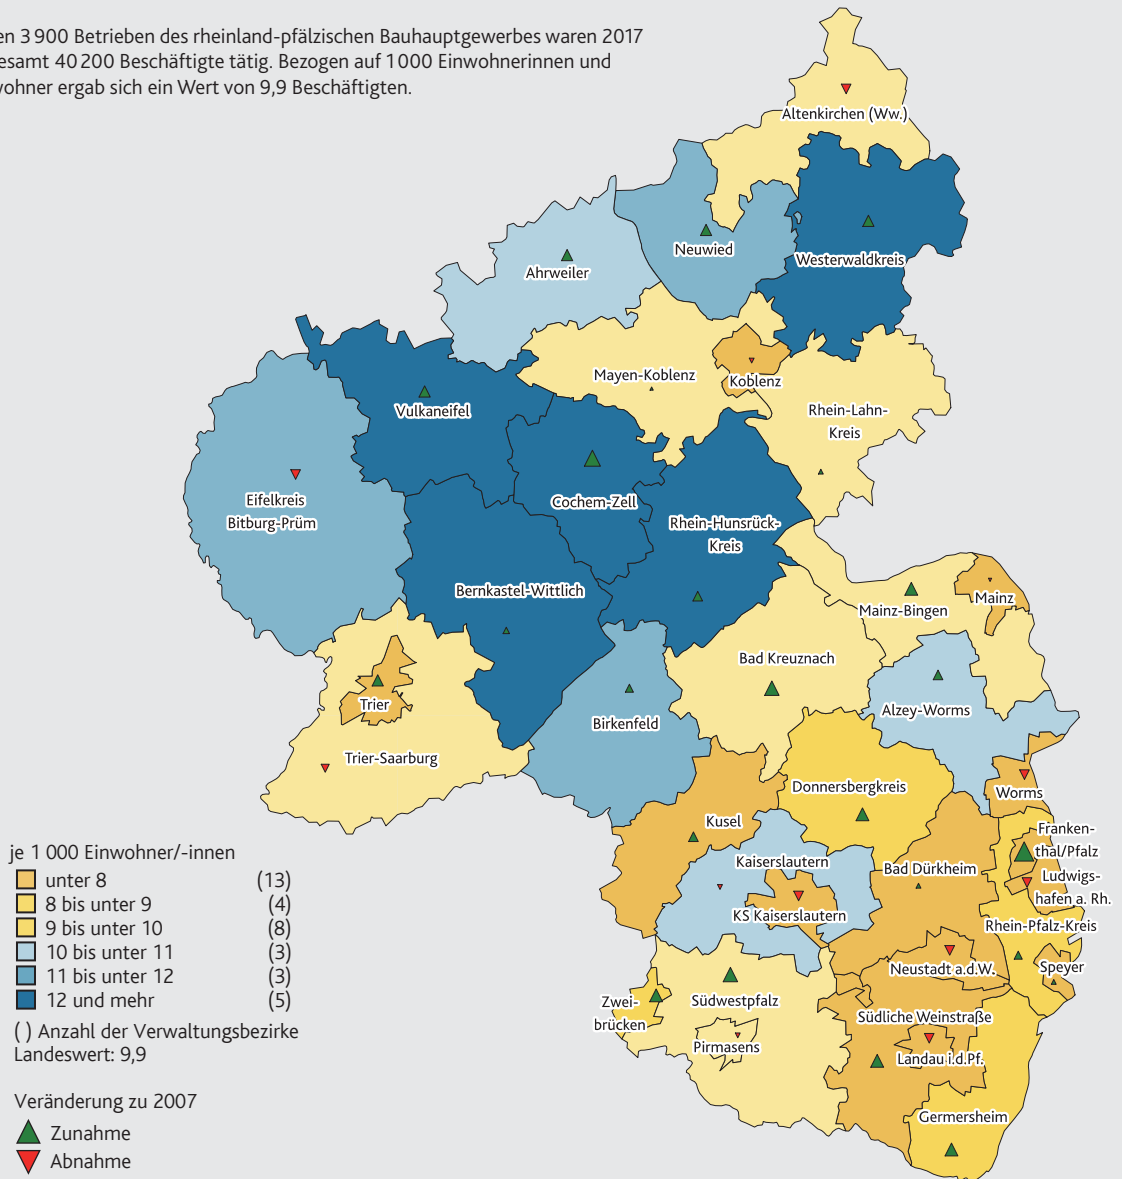 en 3 900 Betrieben des rheinland-pfälzischen Bauhauptgewerbes waren 2017
esamt 40 200 Beschäftigte tätig. Bezogen auf 1 000 Einwohnerinnen und
wohner ergab sich ein Wert von 9,9 Beschäftigten.
Altenkirchen (Ww.)
Neuwied
Westerwaldkreis
Ahrweiler
Mayen-Koblenz
Koblenz
Vulkaneifel
Rhein-Lahn-
Kreis
Cochem-Zell
Eifelkreis
Bitburg-Prüm
Rhein-Hunsrück-
Kreis
Bernkastel-Wittlich
Mainz-Bingen
Mainz
Bad Kreuznach
Trier
Birkenfeld
Alzey-Worms
Trier-Saarburg
Donnersbergkreis
Worms
Kusel
Franken-
thal/Pfalz
Kaiserslautern
Bad Dürkheim
Ludwigs-
hafen a. Rh.
KS Kaiserslautern
Rhein-Pfalz-Kreis
Neustadt a.d.W.
Speyer
Zwei-
brücken
Südwestpfalz
Südliche Weinstraße
Pirmasens
Landau i.d.Pf.
Germersheim
je 1 000 Einwohner/-innen
unter 8 (13)
8 bis unter 9 (4)
9 bis unter 10 (8)
10 bis unter 11 (3)
11 bis unter 12 (3)
12 und mehr (5)
( ) Anzahl der Verwaltungsbezirke
Landeswert: 9,9
Veränderung zu 2007
Zunahme
Abnahme